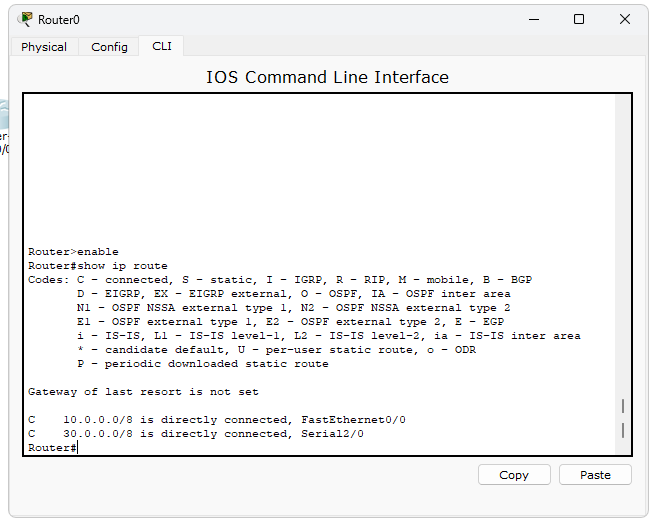 Router0
Physical Config CLI
IOS Command Line Interface
Router>enable
Router#show ip route
Codes: C - connected, S - static, I - IGRP, R - RIP, M - mobile, B - BGP
D - EIGRP, EX - EIGRP external, O - OSPF, IA - OSPF inter area
N1 - OSPF NSSA external type 1, N2 - OSPF NSSA external type 2
E1 - OSPF external type 1, E2 - OSPF external type 2, E - EGP
i - IS-IS, L1 - IS-IS level-1, L2 - IS-IS level-2, ia - IS-IS inter area
* - candidate default, U - per-user static route, o - ODR
P - periodic downloaded static route
Gateway of last resort is not set
C 10.0.0.0/8 is directly connected, FastEthernet0/0
C 30.0.0.0/8 is directly connected, Serial2/0
Router#
Copy Paste